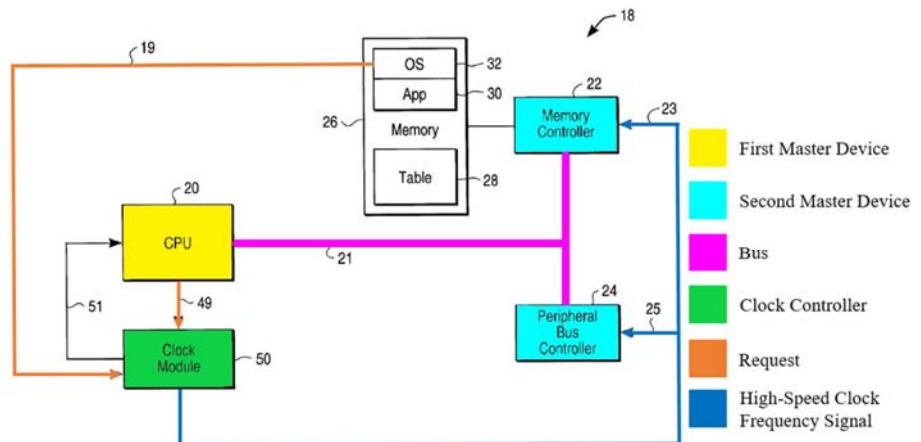 18
19
OS
32
App
30
26
Memory
Table
28
22
Memory
Controller
23
First Master Device
Second Master Device
20
CPU
21
Bus
51
49
24
Peripheral
Bus
Controller
25
Clock Controller
Clock
Module
50
Request
High-Speed Clock
Frequency Signal